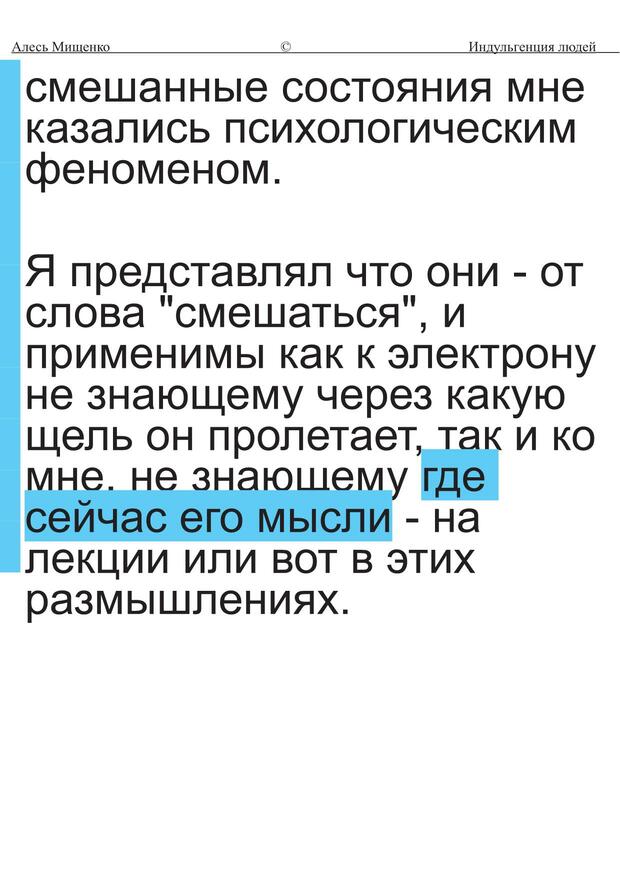 Алесь Мищенко © Индульгенция людей
смешанные состояния мне
казались психологическим
феноменом.
Я представлял что они - от
слова "смешаться", и
применимы как к электрону
не знающему через какую
щель он пролетает, так и ко
мне, не знающему где
сейчас его мысли - на
лекции или вот в этих
размышлениях.